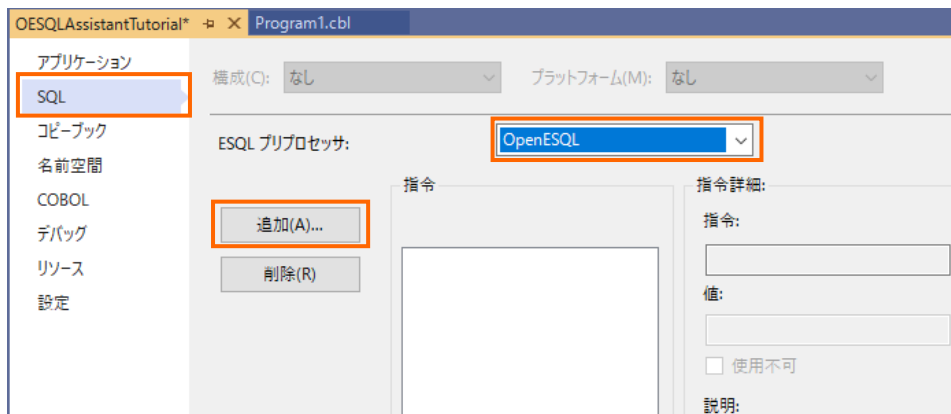 OESQLAssistantTutorial* Program1.cbl
アプリケーション
SQL
コピーブック
名前空間
COBOL
デバッグ
リソース
設定
構成(C): なし プラットフォーム(M): なし
ESQL プリプロセッサ: OpenESQL
追加(A)...
削除(R)
指令
指令詳細:
指令:
値:
使用不可
説明: